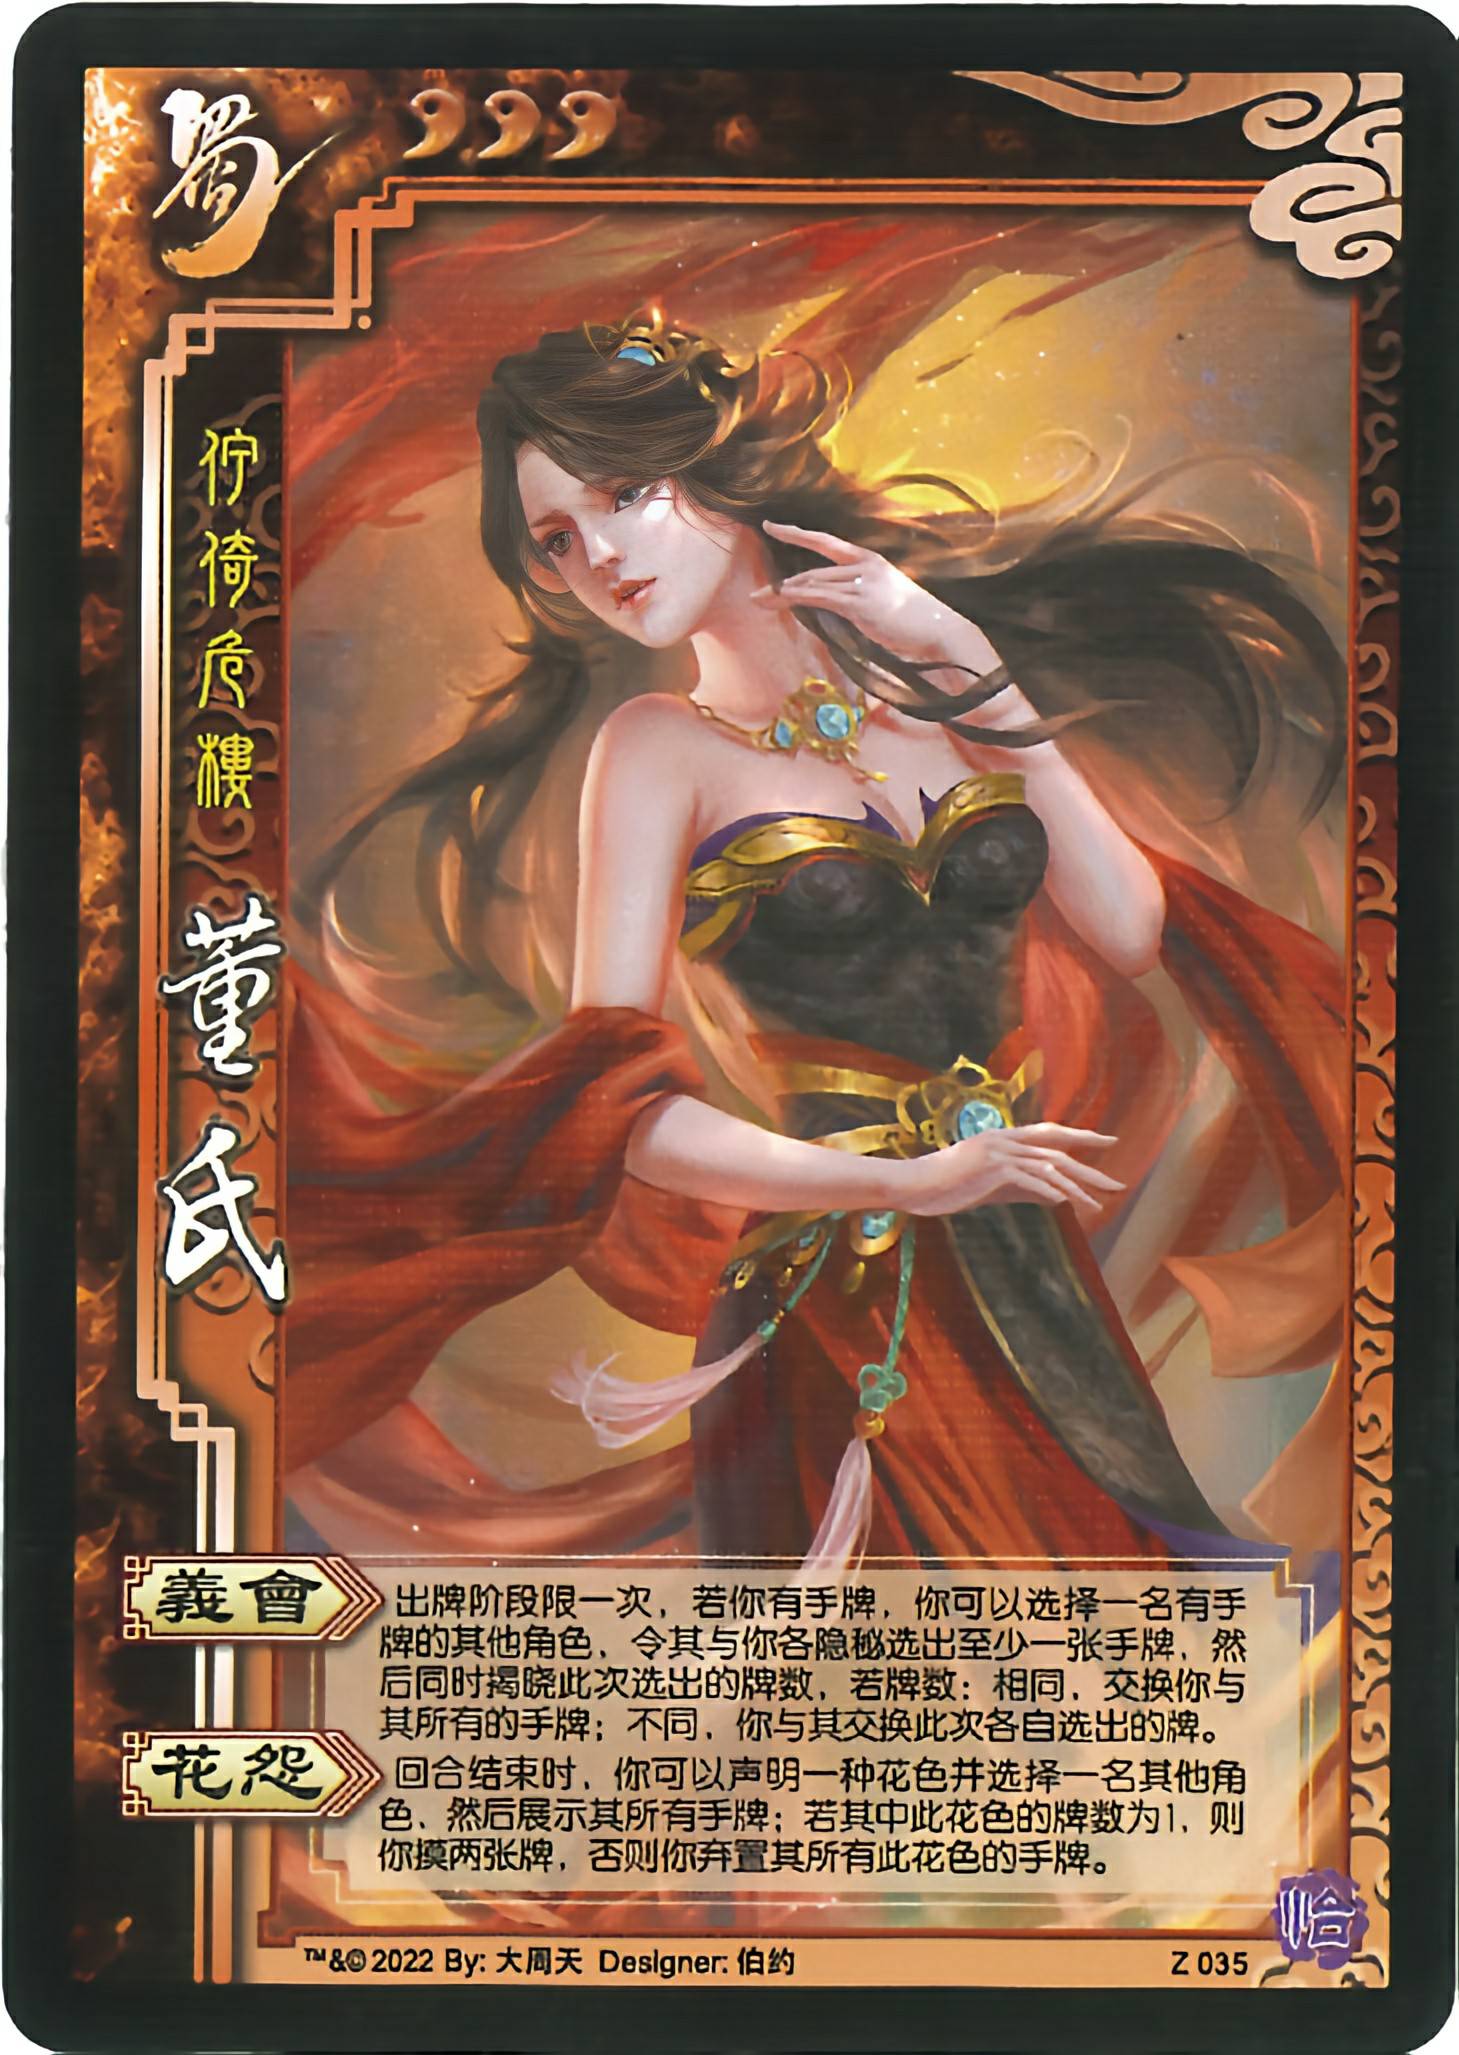 蜀
佇倚危樓
董氏
義會
出牌阶段限一次，若你有手牌，你可以选择一名有手
牌的其他角色，令其与你各隐秘选出至少一张手牌，然
后同时揭晓此次选出的牌数，若牌数：相同，交换你与
其所有的手牌；不同，你与其交换此次各自选出的牌。
花怨
回合结束时，你可以声明一种花色并选择一名其他角
色，然后展示其所有手牌；若其中此花色的牌数为1，则
你摸两张牌，否则你弃置其所有此花色的手牌。
恰
™&©2022 By: 大周天 Designer: 伯约
Z 035